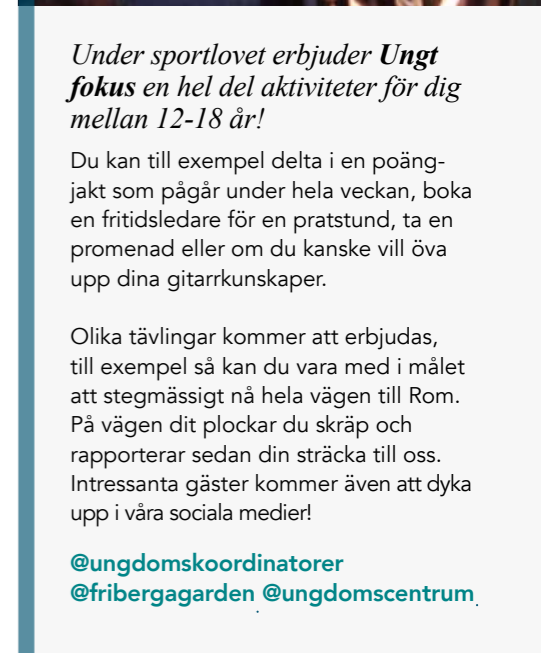 Under sportlovet erbjuder Ungt
fokus en hel del aktiviteter för dig
mellan 12-18 år!
Du kan till exempel delta i en poäng-
jakt som pågår under hela veckan, boka
en fritidsledare för en pratstund, ta en
promenad eller om du kanske vill öva
upp dina gitarrkunskaper.
Olika tävlingar kommer att erbjudas,
till exempel så kan du vara med i målet
att stegmässigt nå hela vägen till Rom.
På vägen dit plockar du skräp och
rapporterar sedan din sträcka till oss.
Intressanta gäster kommer även att dyka
upp i våra sociala medier!
@ungdomskoordinatorer
@fribergagarden @ungdomscentrum.